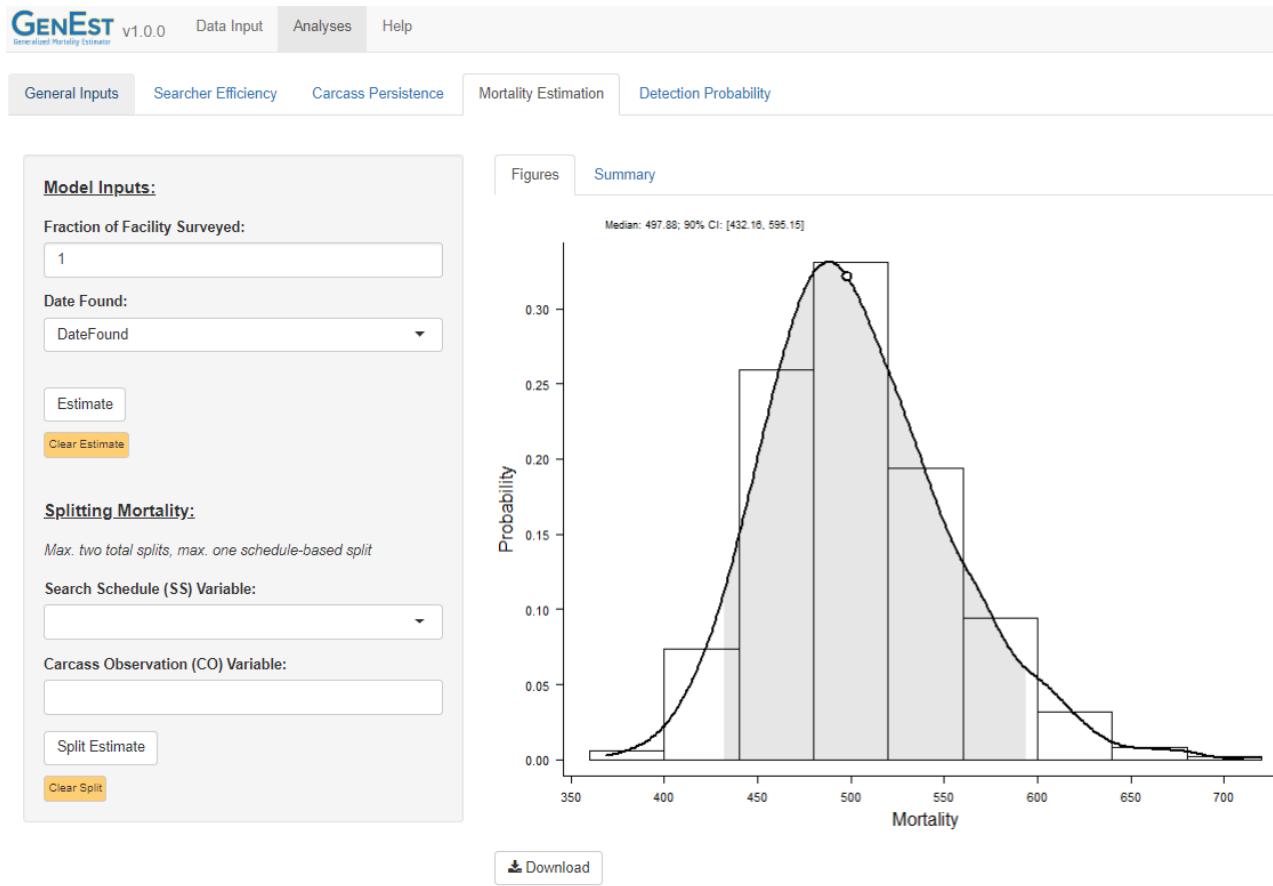 GENEST v1.0.0 Data Input Analyses Help
Generalized Mortality Estimator
General Inputs Searcher Efficiency Carcass Persistence Mortality Estimation Detection Probability
Model Inputs:
Fraction of Facility Surveyed:
1
Date Found:
DateFound
Estimate
Clear Estimate
Splitting Mortality:
Max. two total splits, max. one schedule-based split
Search Schedule (SS) Variable:
Carcass Observation (CO) Variable:
Split Estimate
Clear Split
Figures Summary
Median: 497.88; 90% CI: [432.16, 595.15]
Probability
0.30
0.25
0.20
0.15
0.10
0.05
0.00
350 400 450 500 550 600 650 700
Mortality
Download